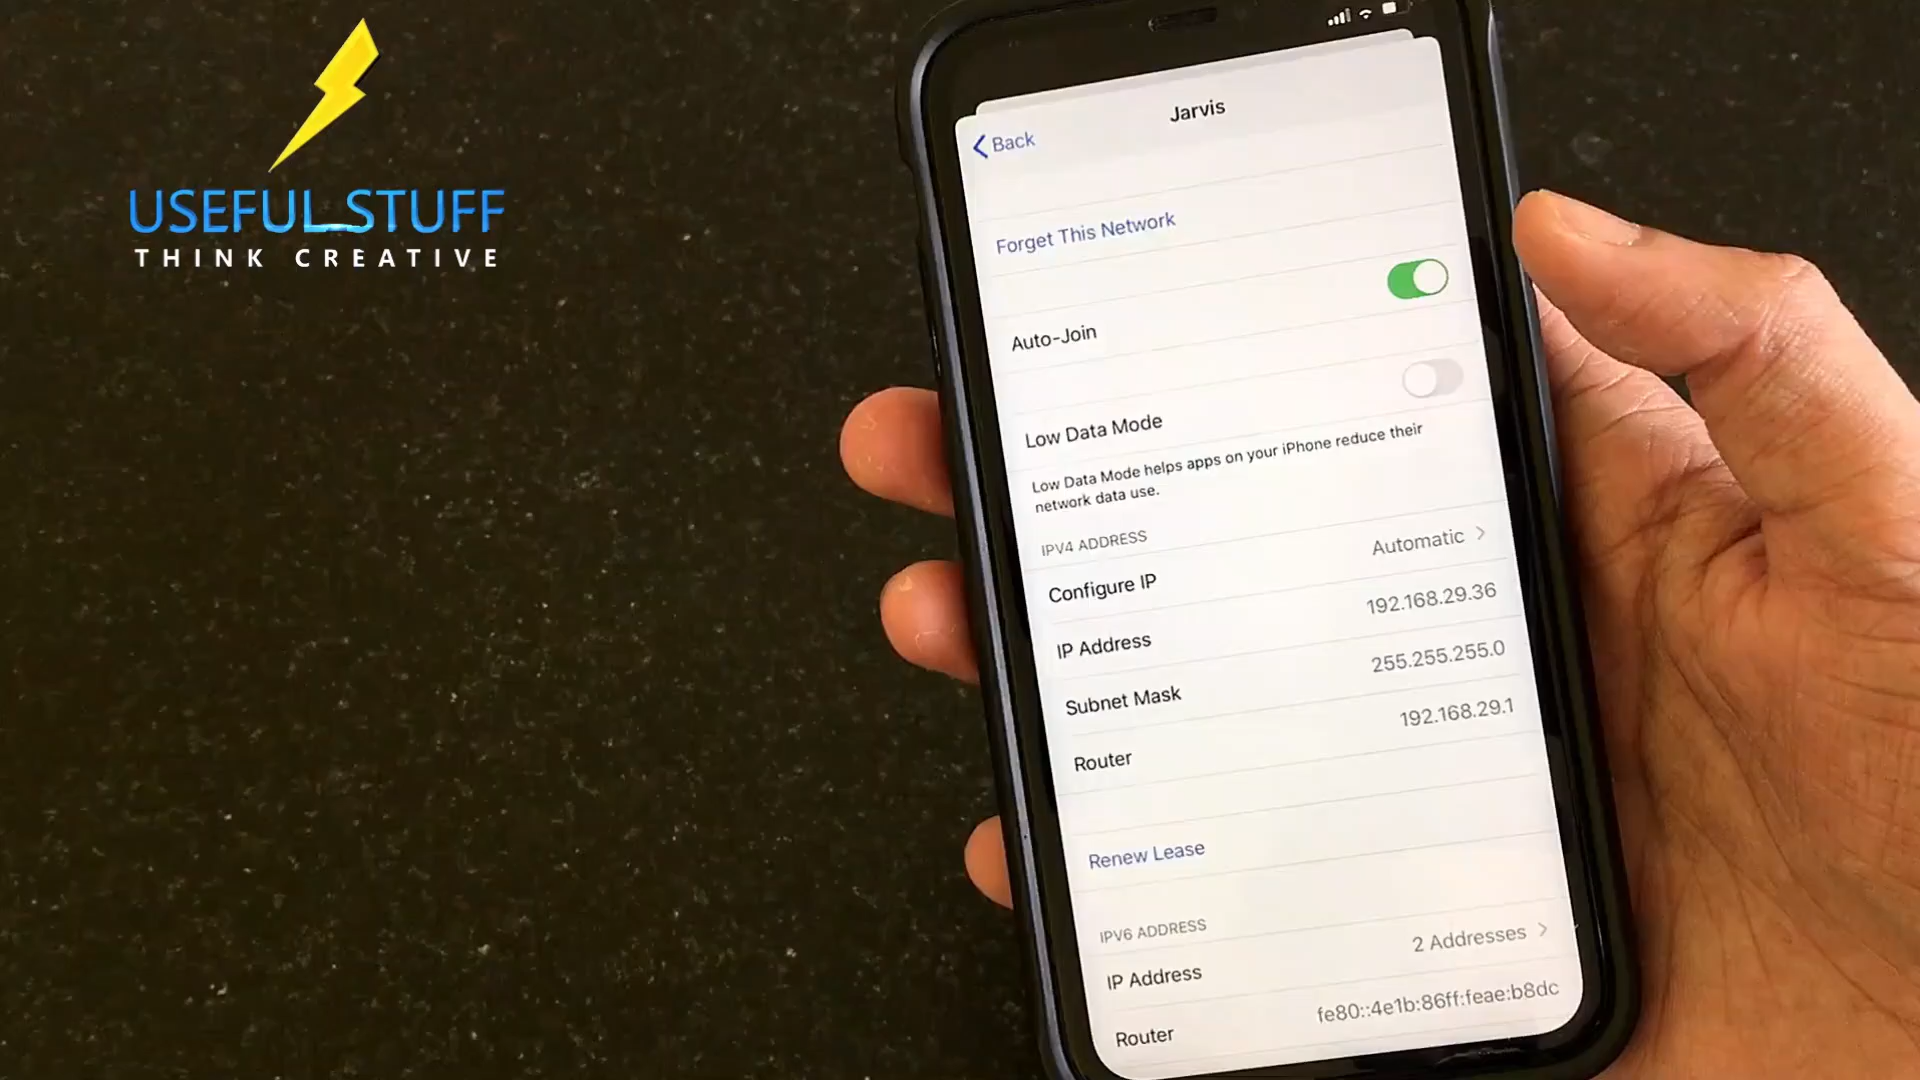 USEFUL_STUFF
THINK CREATIVE
Jarvis
Back
Forget This Network
Auto-Join
Low Data Mode
Low Data Mode helps apps on your iPhone reduce their
network data use.
IPV4 ADDRESS
Configure IP Automatic
IP Address 192.168.29.36
Subnet Mask 255.255.255.0
Router 192.168.29.1
Renew Lease
IPV6 ADDRESS
IP Address 2 Addresses
Router fe80::4e1b:86ff:feae:b8dc